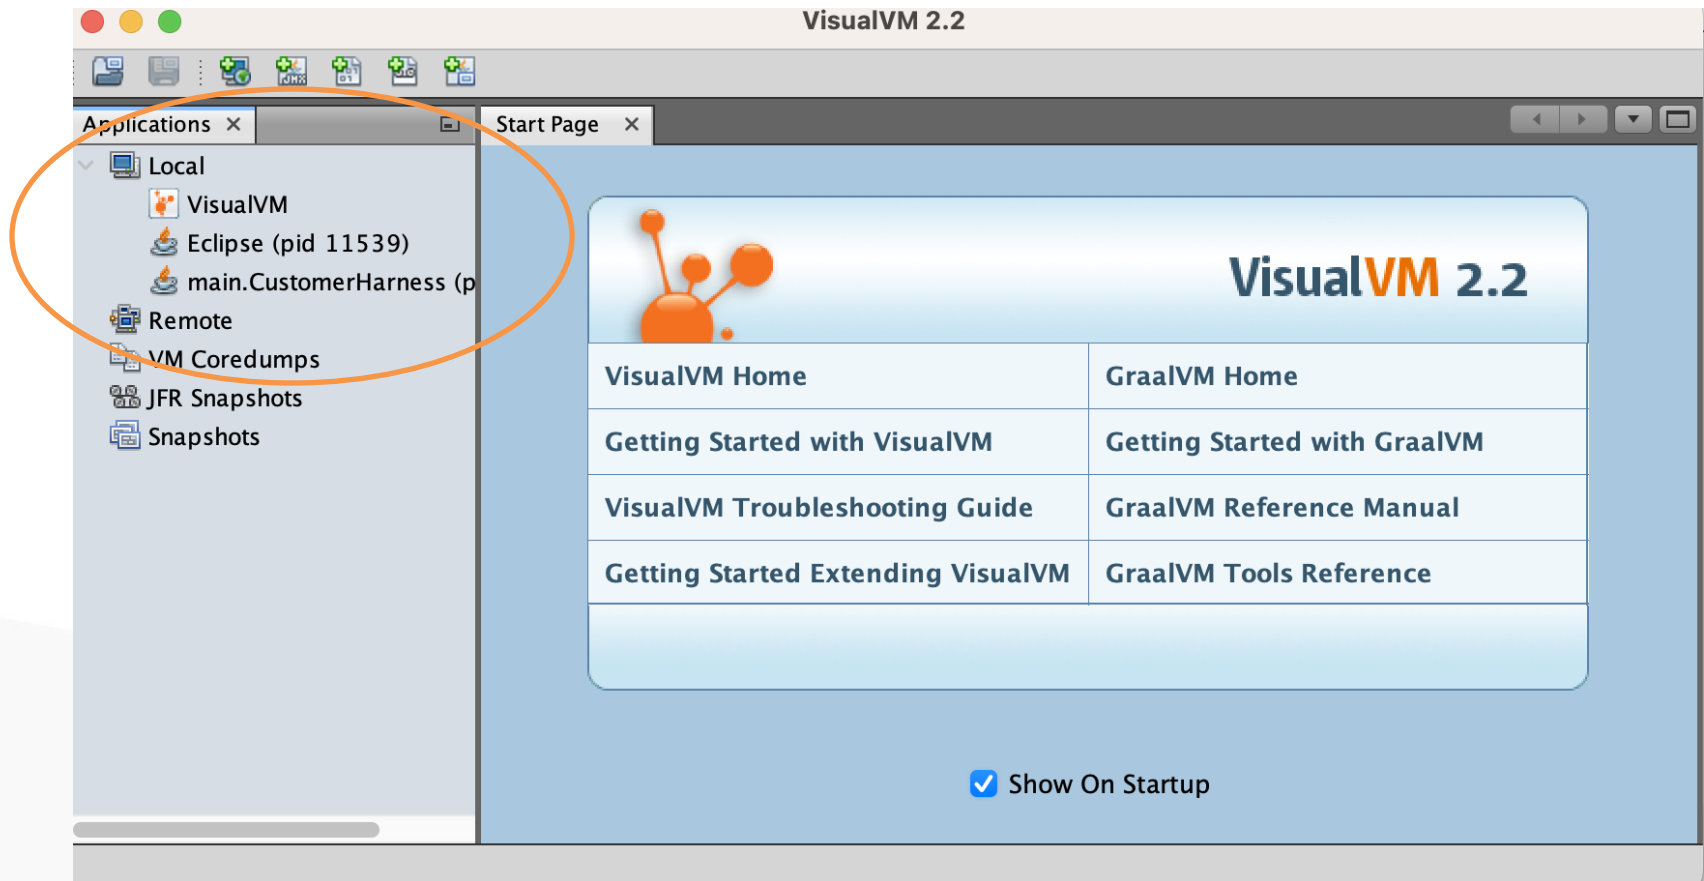 VisualVM 2.2
JMX
Applications
Start Page
Local
VisualVM
Eclipse (pid 11539)
main.CustomerHarness (p
Remote
VM Coredumps
JFR Snapshots
Snapshots
VisualVM 2.2
VisualVM Home
GraalVM Home
Getting Started with VisualVM
Getting Started with GraalVM
VisualVM Troubleshooting Guide
GraalVM Reference Manual
Getting Started Extending VisualVM
GraalVM Tools Reference
Show On Startup